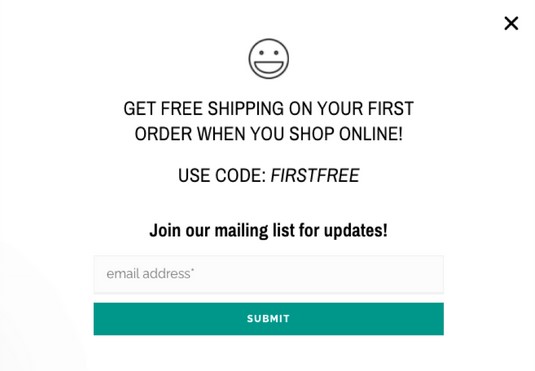 GET FREE SHIPPING ON YOUR FIRST
ORDER WHEN YOU SHOP ONLINE!
USE CODE: FIRSTFREE
Join our mailing list for updates!
email address*
SUBMIT